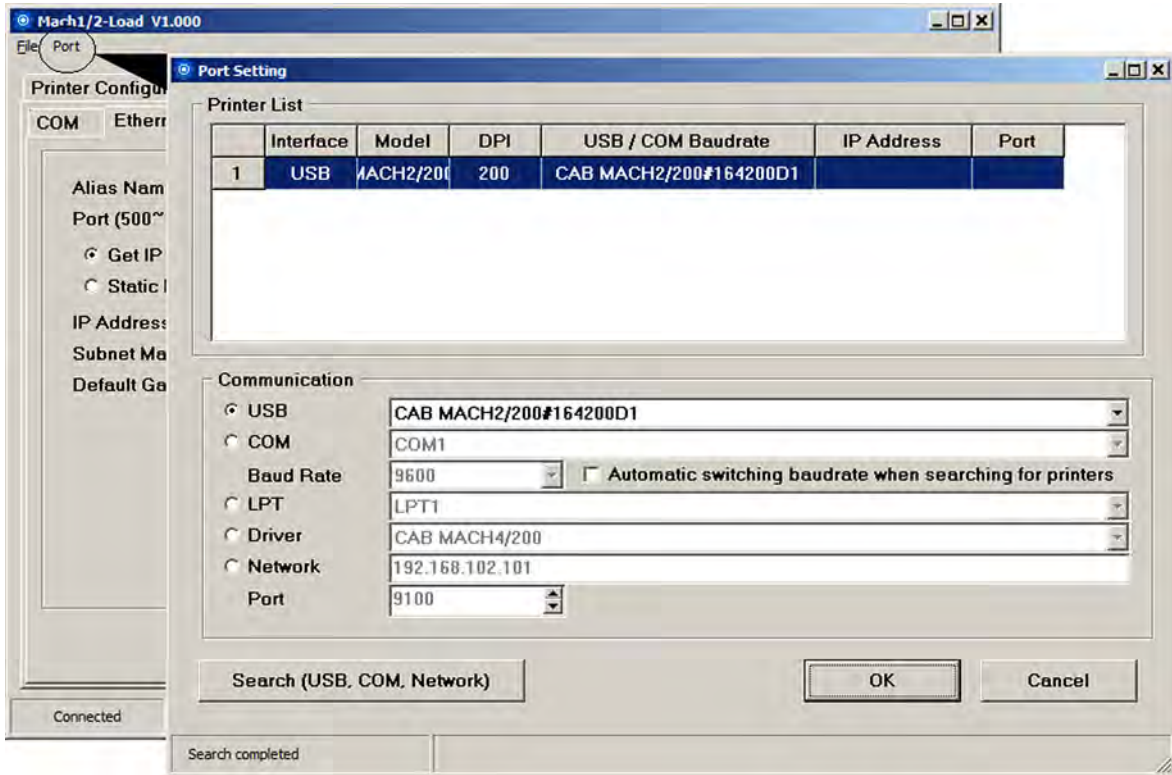 Mach1/2-Load V1.000
File Port
Port Setting
Printer Configu
COM Ethern
Alias Nam
Port (500~
Get IP
Static I
IP Address
Subnet Ma
Default Ga
Connected
Printer List
Interface Model DPI USB / COM Baudrate IP Address Port
1 USB MACH2/200 200 CAB MACH2/200#164200D1
Communication
USB CAB MACH2/200#164200D1
COM COM1
Baud Rate 9600 Automatic switching baudrate when searching for printers
LPT LPT1
Driver CAB MACH4/200
Network 192.168.102.101
Port 9100
Search (USB, COM, Network) OK Cancel
Search completed